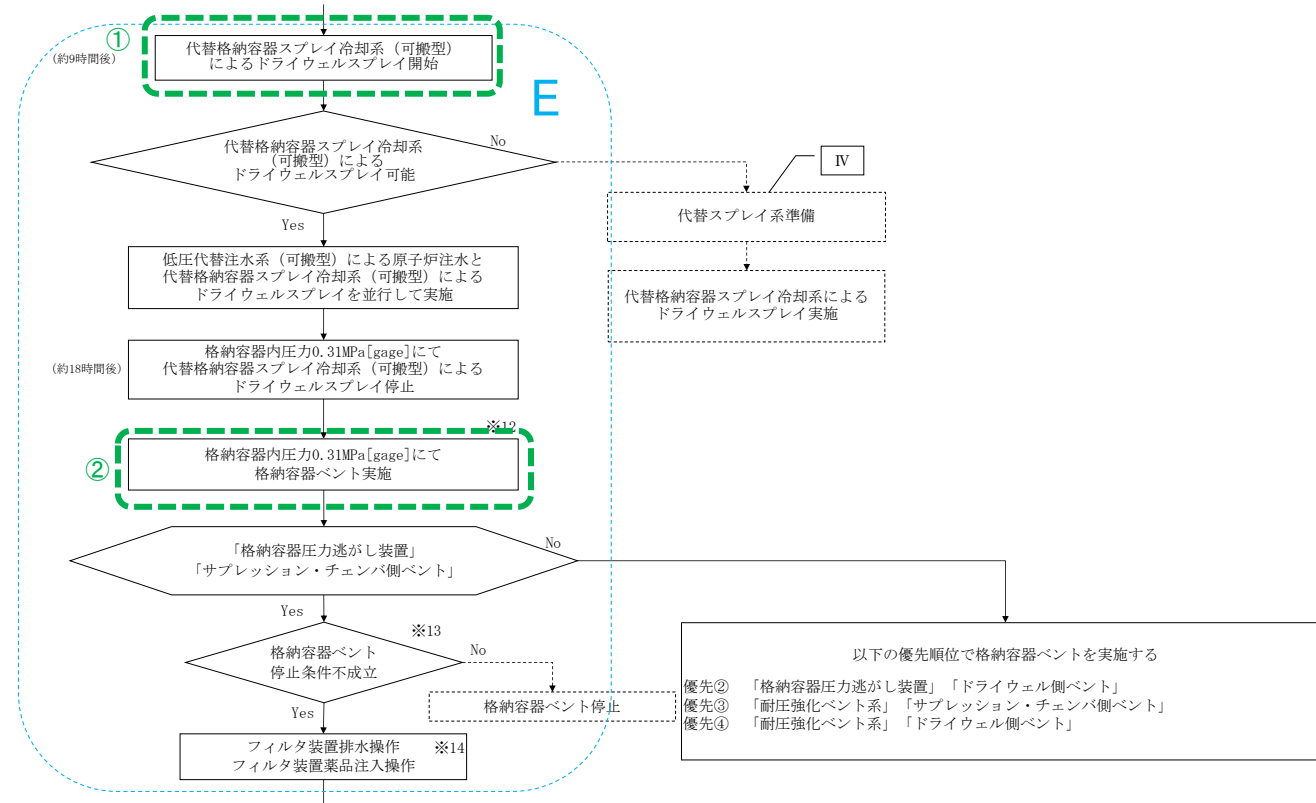 ①
(約9時間後)
代替格納容器スプレイ冷却系（可搬型）
によるドライウェルスプレイ開始
E
代替格納容器スプレイ冷却系
（可搬型）による
ドライウェルスプレイ可能
No
Yes
Ⅳ
代替スプレイ系準備
低圧代替注水系（可搬型）による原子炉注水と
代替格納容器スプレイ冷却系（可搬型）による
ドライウェルスプレイを並行して実施
代替格納容器スプレイ冷却系による
ドライウェルスプレイ実施
(約18時間後)
格納容器内圧力0.31MPa[gage]にて
代替格納容器スプレイ冷却系（可搬型）による
ドライウェルスプレイ停止
※12
②
格納容器内圧力0.31MPa[gage]にて
格納容器ベント実施
「格納容器圧力逃がし装置」
「サプレッション・チェンバ側ベント」
No
Yes
※13
格納容器ベント
停止条件不成立
No
Yes
格納容器ベント停止
以下の優先順位で格納容器ベントを実施する
優先②　「格納容器圧力逃がし装置」「ドライウェル側ベント」
優先③　「耐圧強化ベント系」「サプレッション・チェンバ側ベント」
優先④　「耐圧強化ベント系」「ドライウェル側ベント」
フィルタ装置排水操作　※14
フィルタ装置薬品注入操作